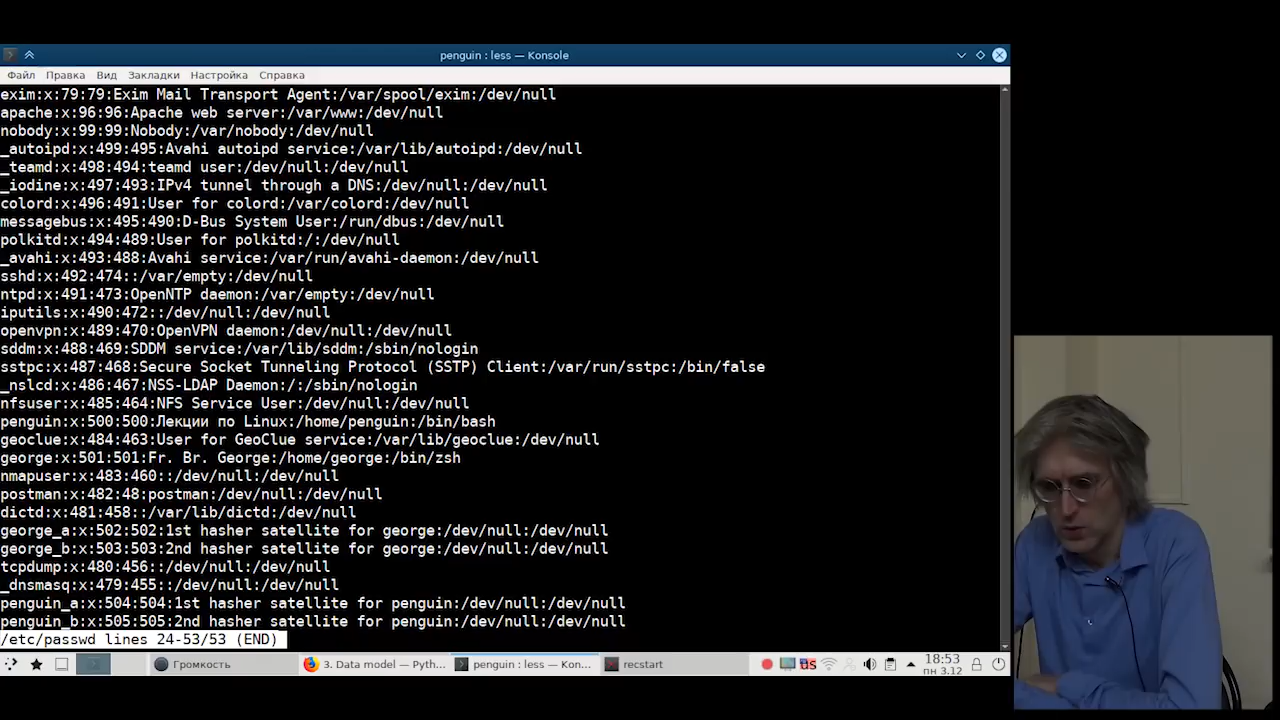 penguin : less — Konsole
Файл Правка Вид Закладки Настройка Справка
exim:x:79:79:Exim Mail Transport Agent:/var/spool/exim:/dev/null
apache:x:96:96:Apache web server:/var/www:/dev/null
nobody:x:99:99:Nobody:/var/nobody:/dev/null
_autoipd:x:499:495:Avahi autoipd service:/var/lib/autoipd:/dev/null
_teamd:x:498:494:teamd user:/dev/null:/dev/null
_iodine:x:497:493:IPv4 tunnel through a DNS:/dev/null:/dev/null
colord:x:496:491:User for colord:/var/colord:/dev/null
messagebus:x:495:490:D-Bus System User:/run/dbus:/dev/null
polkitd:x:494:489:User for polkitd:/:/dev/null
_avahi:x:493:488:Avahi service:/var/run/avahi-daemon:/dev/null
sshd:x:492:474::/var/empty:/dev/null
ntpd:x:491:473:OpenNTP daemon:/var/empty:/dev/null
iputils:x:490:472::/dev/null:/dev/null
openvpn:x:489:470:OpenVPN daemon:/dev/null:/dev/null
sddm:x:488:469:SDDM service:/var/lib/sddm:/sbin/nologin
sstpc:x:487:468:Secure Socket Tunneling Protocol (SSTP) Client:/var/run/sstpc:/bin/false
_nslcd:x:486:467:NSS-LDAP Daemon:/:/sbin/nologin
nfsuser:x:485:464:NFS Service User:/dev/null:/dev/null
penguin:x:500:500:Лекции по Linux:/home/penguin:/bin/bash
geoclue:x:484:463:User for GeoClue service:/var/lib/geoclue:/dev/null
george:x:501:501:Fr. Br. George:/home/george:/bin/zsh
nmapuser:x:483:460::/dev/null:/dev/null
postman:x:482:48:postman:/dev/null:/dev/null
dictd:x:481:458::/var/lib/dictd:/dev/null
george_a:x:502:502:1st hasher satellite for george:/dev/null:/dev/null
george_b:x:503:503:2nd hasher satellite for george:/dev/null:/dev/null
tcpdump:x:480:456::/dev/null:/dev/null
_dnsmasq:x:479:455::/dev/null:/dev/null
penguin_a:x:504:504:1st hasher satellite for penguin:/dev/null:/dev/null
penguin_b:x:505:505:2nd hasher satellite for penguin:/dev/null:/dev/null
/etc/passwd lines 24-53/53 (END)
Громкость 3. Data model — Pyth... penguin : less — Kon... recstart US 18:53
пн 3.12